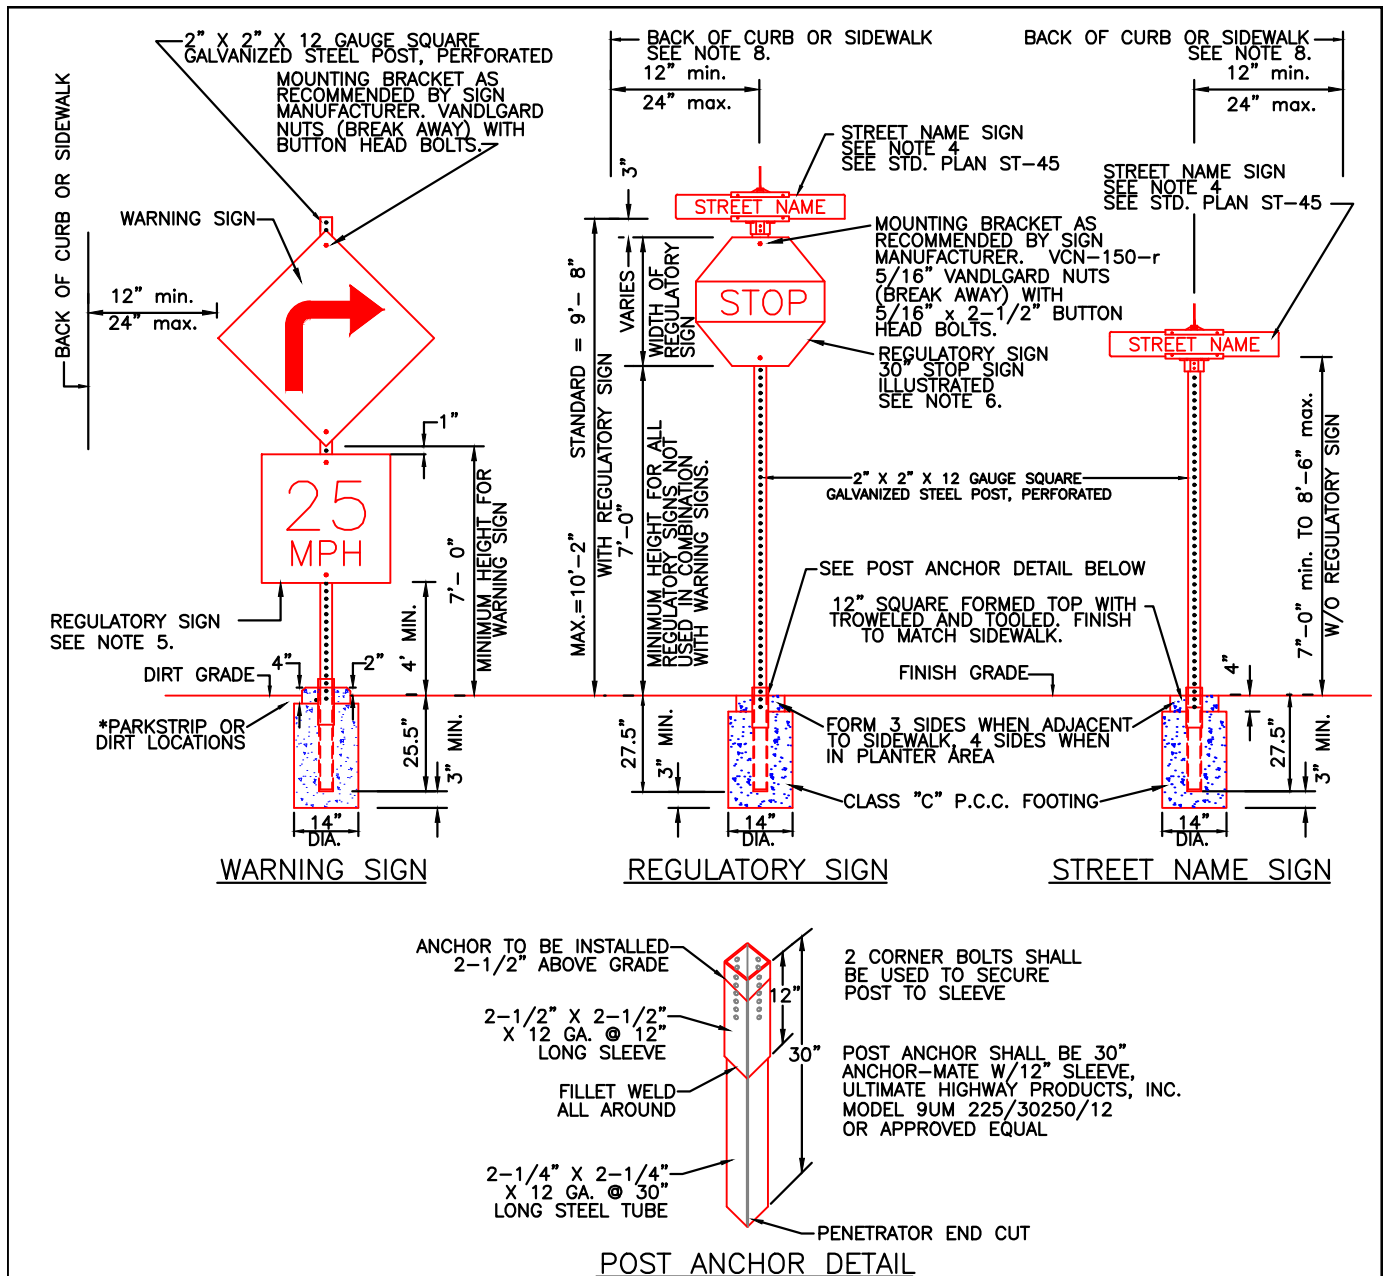 2" X 2" X 12 GAUGE SQUARE
GALVANIZED STEEL POST, PERFORATED
MOUNTING BRACKET AS
RECOMMENDED BY SIGN
MANUFACTURER. VANDLGARD
NUTS (BREAK AWAY) WITH
BUTTON HEAD BOLTS.
BACK OF CURB OR SIDEWALK
WARNING SIGN
12" min.
24" max.
25
MPH
1"
7'- 0"
MINIMUM HEIGHT FOR
WARNING SIGN
4' MIN.
REGULATORY SIGN
SEE NOTE 5.
DIRT GRADE
4"
2"
*PARKSTRIP OR
DIRT LOCATIONS
25.5"
3" MIN.
14"
DIA.
WARNING SIGN
BACK OF CURB OR SIDEWALK
SEE NOTE 8.
12" min.
24" max.
STREET NAME SIGN
SEE NOTE 4
SEE STD. PLAN ST-45
3"
STREET NAME
MOUNTING BRACKET AS
RECOMMENDED BY SIGN
MANUFACTURER. VCN-150-r
5/16" VANDLGARD NUTS
(BREAK AWAY) WITH
5/16" x 2-1/2" BUTTON
HEAD BOLTS.
STOP
VARIES
WIDTH OF
REGULATORY
SIGN
REGULATORY SIGN
30" STOP SIGN
ILLUSTRATED
SEE NOTE 6.
STANDARD = 9'- 8"
MAX.=10'-2"
WITH REGULATORY SIGN
7'-0"
MINIMUM HEIGHT FOR ALL
REGULATORY SIGNS NOT
USED IN COMBINATION
WITH WARNING SIGNS.
2" X 2" X 12 GAUGE SQUARE
GALVANIZED STEEL POST, PERFORATED
SEE POST ANCHOR DETAIL BELOW
12" SQUARE FORMED TOP WITH
TROWELED AND TOOLED. FINISH
TO MATCH SIDEWALK.
FINISH GRADE
FORM 3 SIDES WHEN ADJACENT
TO SIDEWALK, 4 SIDES WHEN
IN PLANTER AREA
CLASS "C" P.C.C. FOOTING
27.5"
3" MIN.
14"
DIA.
REGULATORY SIGN
BACK OF CURB OR SIDEWALK
SEE NOTE 8.
12" min.
24" max.
STREET NAME SIGN
SEE NOTE 4
SEE STD. PLAN ST-45
STREET NAME
7"-0" min. TO 8'-6" max.
W/O REGULATORY SIGN
4"
27.5"
3" MIN.
14"
DIA.
STREET NAME SIGN
ANCHOR TO BE INSTALLED
2-1/2" ABOVE GRADE
2-1/2" X 2-1/2"
X 12 GA. @ 12"
LONG SLEEVE
FILLET WELD
ALL AROUND
2-1/4" X 2-1/4"
X 12 GA. @ 30"
LONG STEEL TUBE
12"
30"
2 CORNER BOLTS SHALL
BE USED TO SECURE
POST TO SLEEVE
POST ANCHOR SHALL BE 30"
ANCHOR-MATE W/12" SLEEVE,
ULTIMATE HIGHWAY PRODUCTS, INC.
MODEL 9UM 225/30250/12
OR APPROVED EQUAL
PENETRATOR END CUT
POST ANCHOR DETAIL